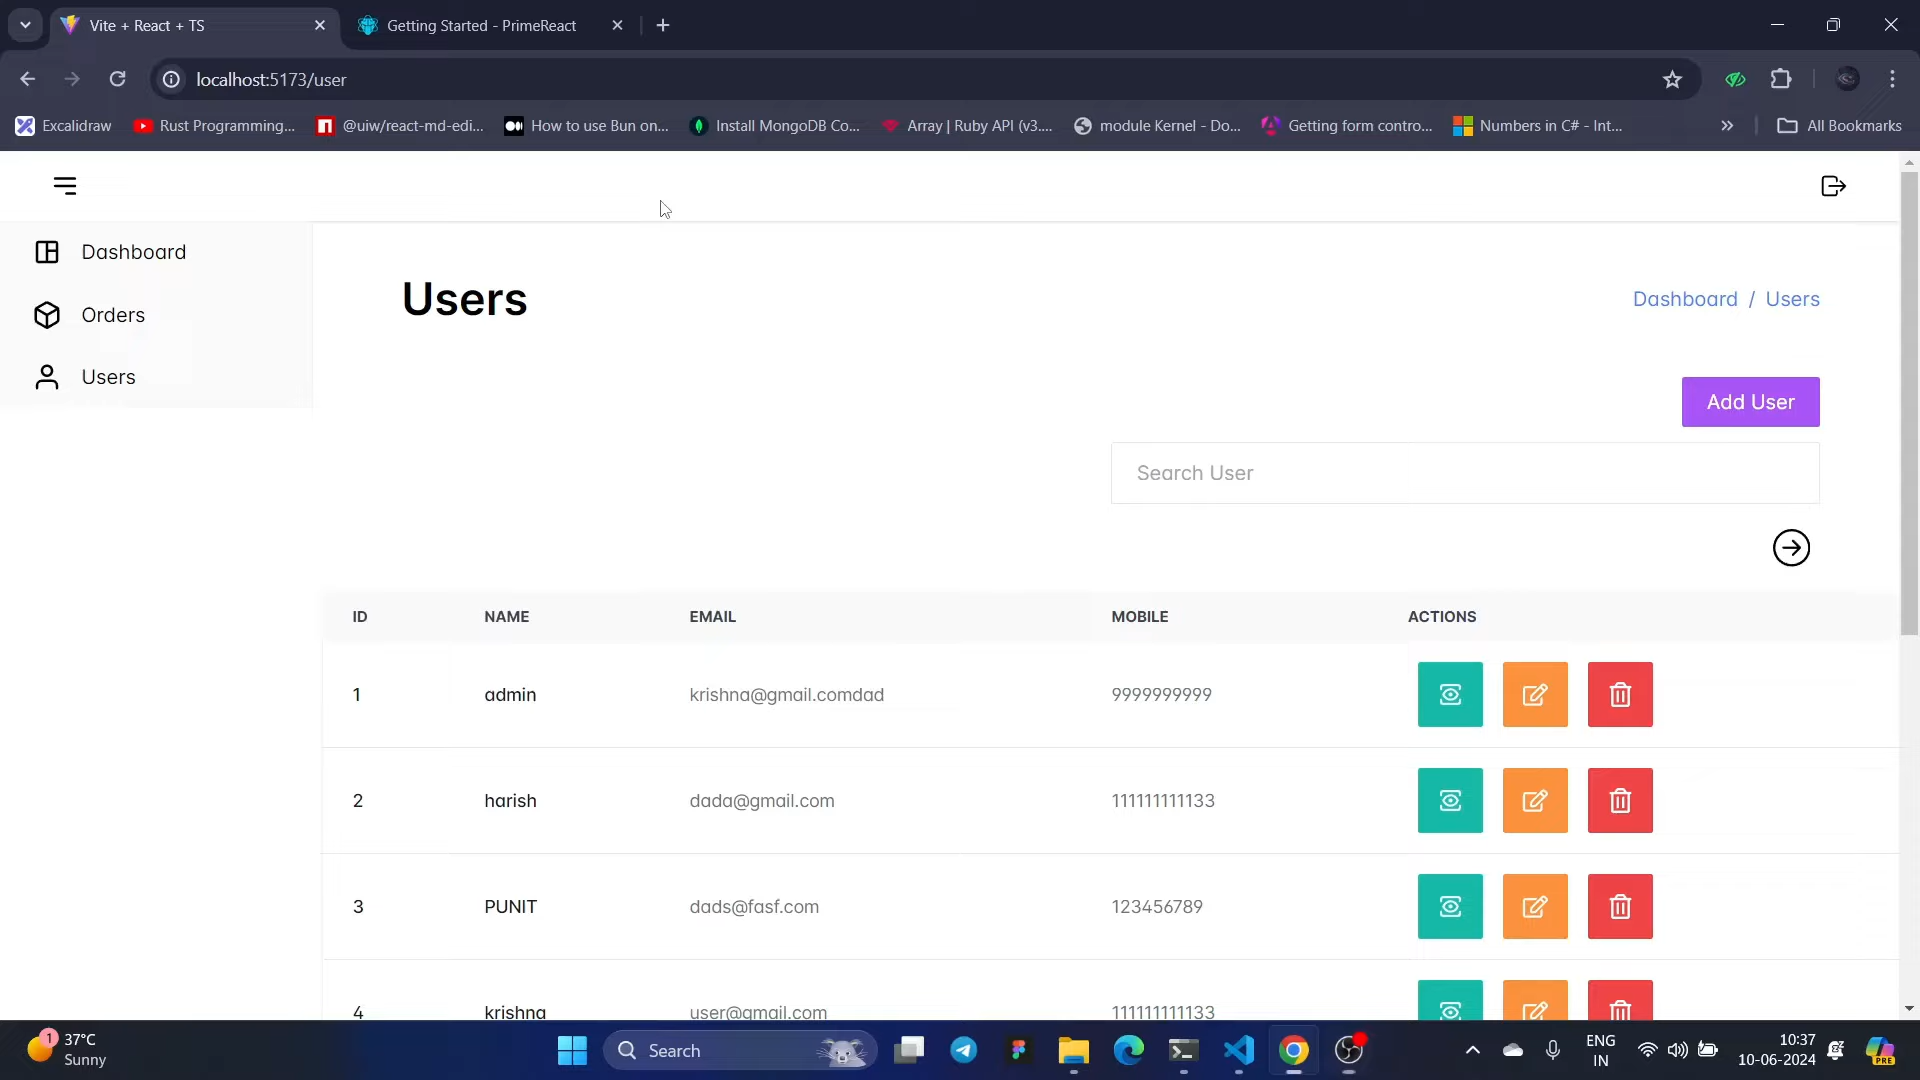 Vite + React + TS
Getting Started - PrimeReact
localhost:5173/user
Excalidraw
Rust Programming...
@uiw/react-md-edi...
How to use Bun on...
Install MongoDB Co...
Array | Ruby API (v3....
module Kernel - Do...
Getting form contro...
Numbers in C# - Int...
All Bookmarks
Dashboard
Orders
Users
Users
Dashboard / Users
Add User
Search User
ID NAME EMAIL MOBILE ACTIONS
1 admin krishna@gmail.comdad 9999999999
2 harish dada@gmail.com 111111111133
3 PUNIT dads@fasf.com 123456789
4 krishna user@gmail.com 111111111133
1
37°C
Sunny
Search
ENG
IN
10:37
10-06-2024
PRE